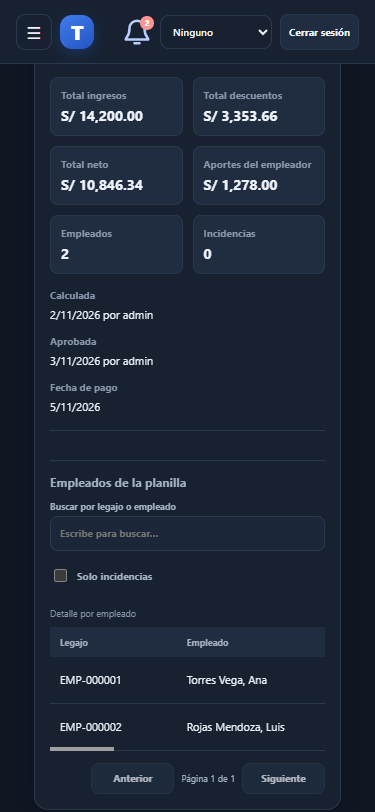 ☰ T 2 Ninguno Cerrar sesión
Total ingresos
S/ 14,200.00
Total descuentos
S/ 3,353.66
Total neto
S/ 10,846.34
Aportes del empleador
S/ 1,278.00
Empleados
2
Incidencias
0
Calculada
2/11/2026 por admin
Aprobada
3/11/2026 por admin
Fecha de pago
5/11/2026
Empleados de la planilla
Buscar por legajo o empleado
Escribe para buscar...
Solo incidencias
Detalle por empleado
Legajo Empleado
EMP-000001 Torres Vega, Ana
EMP-000002 Rojas Mendoza, Luis
Anterior Página 1 de 1 Siguiente